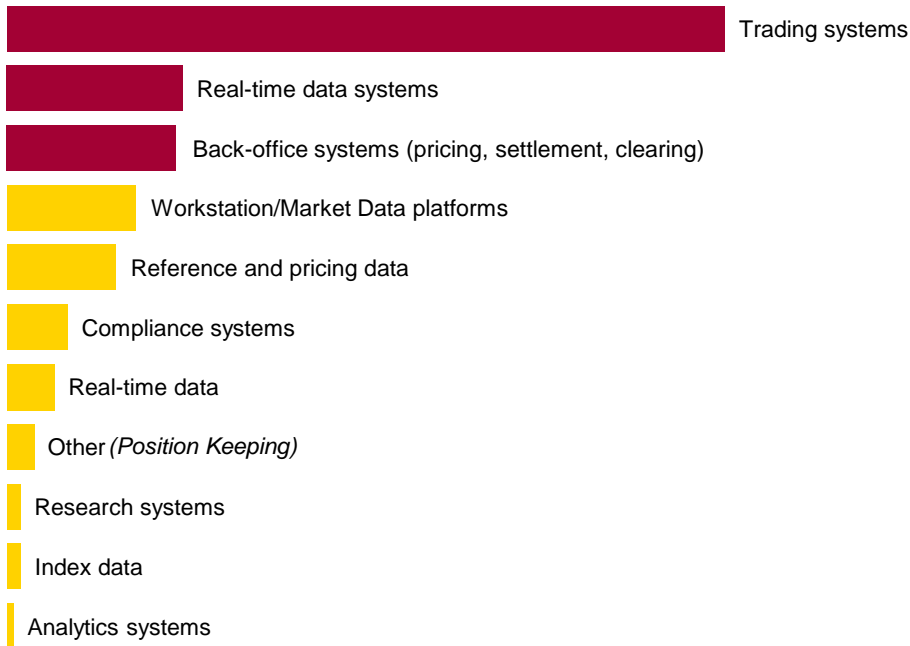 Trading systems
Real-time data systems
Back-office systems (pricing, settlement, clearing)
Workstation/Market Data platforms
Reference and pricing data
Compliance systems
Real-time data
Other (Position Keeping)
Research systems
Index data
Analytics systems